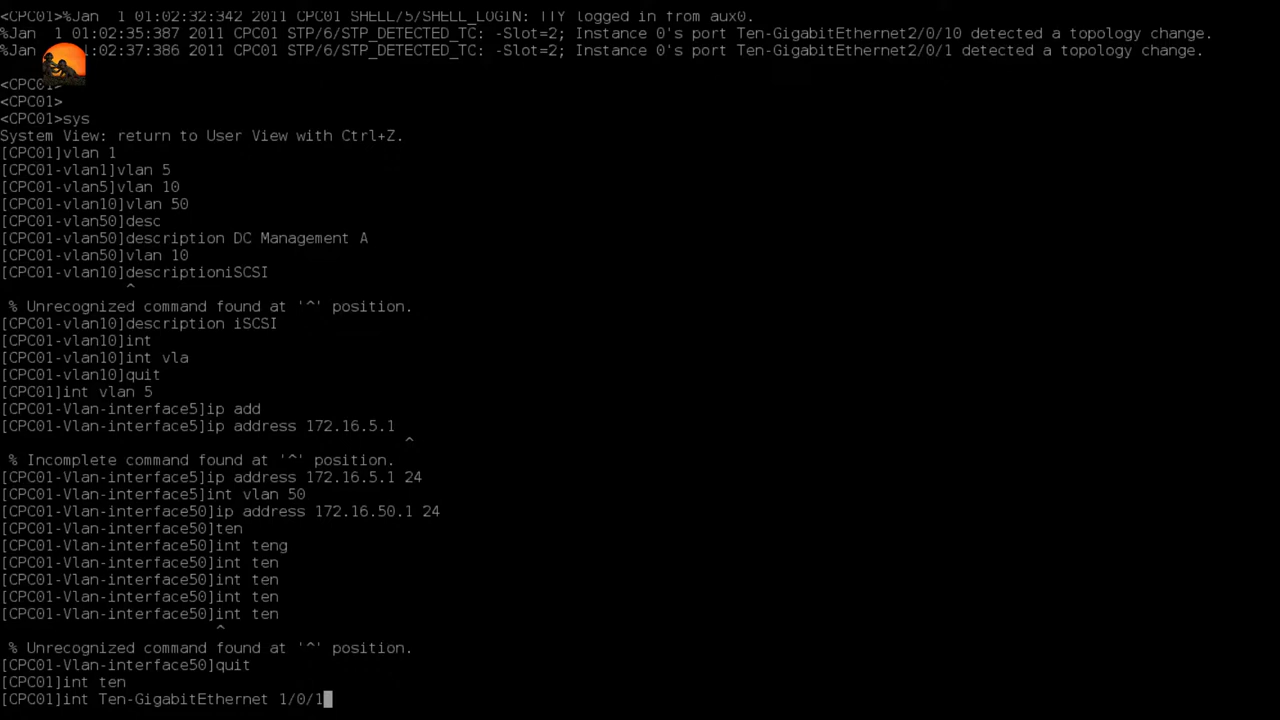 <CPC01>%Jan  1 01:02:32:342 2011 CPC01 SHELL/5/SHELL_LOGIN: TTY logged in from aux0.
%Jan  1 01:02:35:387 2011 CPC01 STP/6/STP_DETECTED_TC: -Slot=2; Instance 0's port Ten-GigabitEthernet2/0/10 detected a topology change.
%Jan 1:02:37:386 2011 CPC01 STP/6/STP_DETECTED_TC: -Slot=2; Instance 0's port Ten-GigabitEthernet2/0/1 detected a topology change.
<CPC01>
<CPC01>
<CPC01>sys
System View: return to User View with Ctrl+Z.
[CPC01]vlan 1
[CPC01-vlan1]vlan 5
[CPC01-vlan5]vlan 10
[CPC01-vlan10]vlan 50
[CPC01-vlan50]desc
[CPC01-vlan50]description DC Management A
[CPC01-vlan50]vlan 10
[CPC01-vlan10]descriptioniSCSI
^
% Unrecognized command found at '^' position.
[CPC01-vlan10]description iSCSI
[CPC01-vlan10]int
[CPC01-vlan10]int vla
[CPC01-vlan10]quit
[CPC01]int vlan 5
[CPC01-Vlan-interface5]ip add
[CPC01-Vlan-interface5]ip address 172.16.5.1
^
% Incomplete command found at '^' position.
[CPC01-Vlan-interface5]ip address 172.16.5.1 24
[CPC01-Vlan-interface5]int vlan 50
[CPC01-Vlan-interface50]ip address 172.16.50.1 24
[CPC01-Vlan-interface50]ten
[CPC01-Vlan-interface50]int teng
[CPC01-Vlan-interface50]int ten
[CPC01-Vlan-interface50]int ten
[CPC01-Vlan-interface50]int ten
[CPC01-Vlan-interface50]int ten
^
% Unrecognized command found at '^' position.
[CPC01-Vlan-interface50]quit
[CPC01]int ten
[CPC01]int Ten-GigabitEthernet 1/0/1